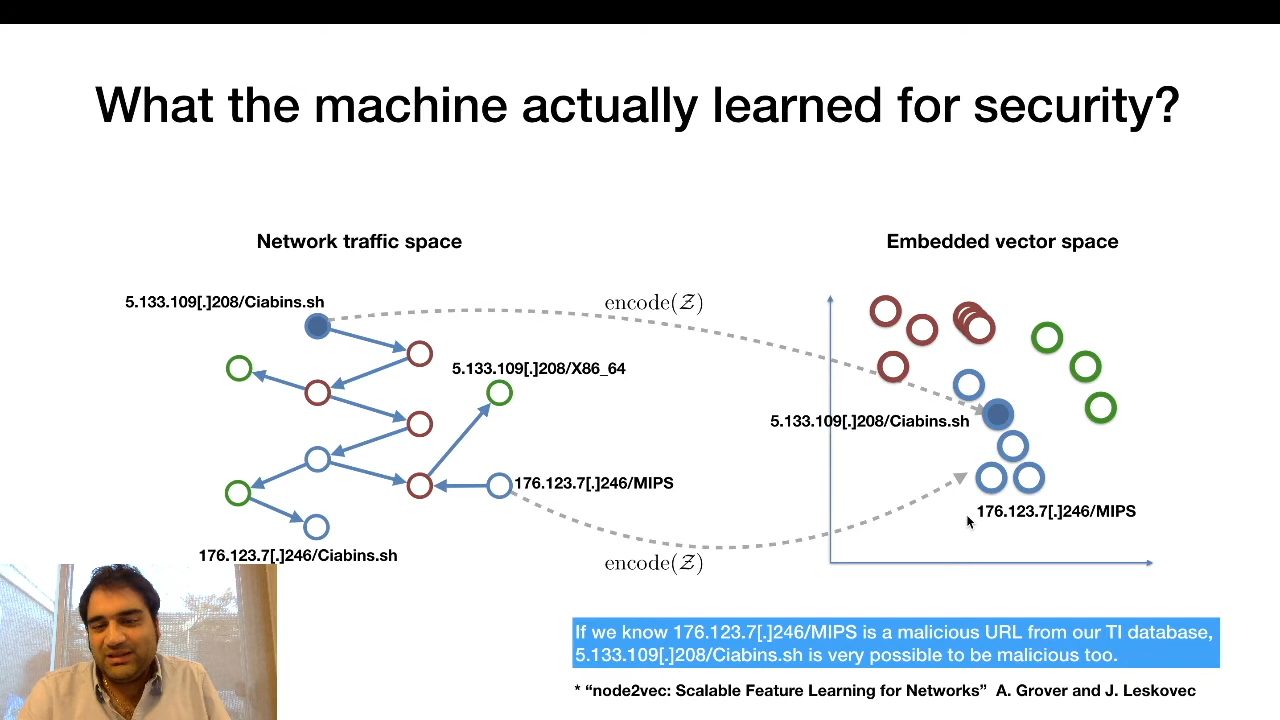 What the machine actually learned for security?
Network traffic space
Embedded vector space
5.133.109[.]208/Ciabins.sh
encode(𝒵)
5.133.109[.]208/X86_64
5.133.109[.]208/Ciabins.sh
176.123.7[.]246/MIPS
176.123.7[.]246/MIPS
176.123.7[.]246/Ciabins.sh
encode(𝒵)
If we know 176.123.7[.]246/MIPS is a malicious URL from our TI database,
5.133.109[.]208/Ciabins.sh is very possible to be malicious too.
* “node2vec: Scalable Feature Learning for Networks” A. Grover and J. Leskovec